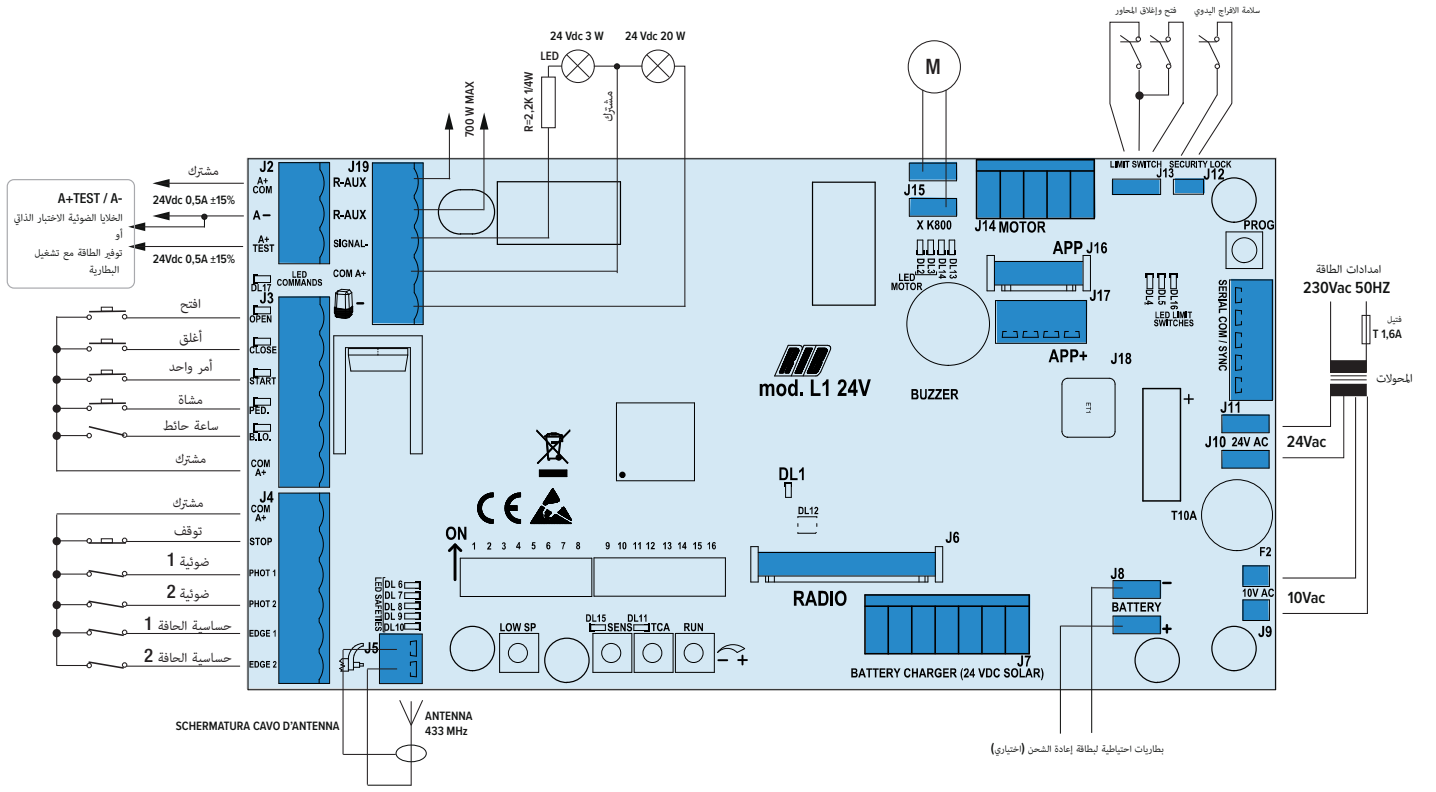 سلامة الافراج اليدوي
فتح وإغلاق المحاور
24 Vdc 3 W
24 Vdc 20 W
LED
R=2,2K 1/4W
مشترك
700 W MAX
M
J2
A+
COM
A-
A+
TEST
مشترك
24Vdc 0,5A ±15%
24Vdc 0,5A ±15%
A+TEST / A-
الخلايا الضوئية الاختبار الذاتي
أو
توفير الطاقة مع تشغيل
البطارية
DL17
LED
COMMANDS
J19
R-AUX
R-AUX
SIGNAL-
COM A+
-
J15
X K800
J14 MOTOR
LIMIT SWITCH
J13
SECURITY LOCK
J12
PROG
DL2
DL3
DL14
DL13
LED
MOTOR
APP J16
J17
APP+
J18
DL4
DL5
DL16
LED LIMIT
SWITCHES
SERIAL COM / SYNC
امدادات الطاقة
230Vac 50HZ
فتيل
T 1,6A
المحولات
J3
OPEN
CLOSE
START
PED.
B.I.O.
COM
A+
افتح
أغلق
أمر واحد
مشاة
ساعة حائط
مشترك
mod. L1 24V
BUZZER
ET1
+
J11
J10 24V AC
24Vac
J4
COM
A+
STOP
PHOT 1
PHOT 2
EDGE 1
EDGE 2
مشترك
توقف
ضوئية 1
ضوئية 2
حساسية الحافة 1
حساسية الحافة 2
CE
ON
1 2 3 4 5 6 7 8
9 10 11 12 13 14 15 16
DL1
DL12
J6
RADIO
T10A
F2
10V AC
J9
10Vac
J8
-
BATTERY
+
LED SAFETIES
DL 6
DL 7
DL 8
DL 9
DL10
J5
LOW SP
DL15
SENS
DL11
TCA
RUN
- +
J7
BATTERY CHARGER (24 VDC SOLAR)
SCHERMATURA CAVO D'ANTENNA
ANTENNA
433 MHz
بطاريات احتياطية لبطاقة إعادة الشحن (اختياري)